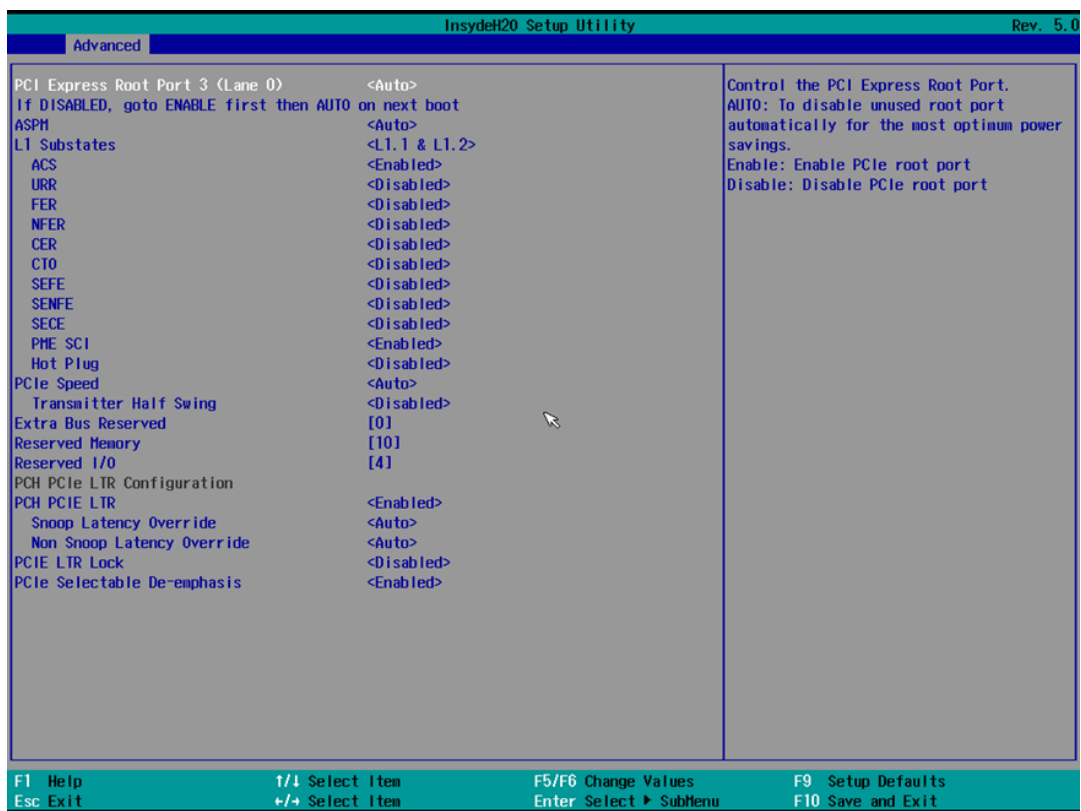 InsydeH2O Setup Utility Rev. 5.0
Advanced
PCI Express Root Port 3 (Lane 0) <Auto>
If DISABLED, goto ENABLE first then AUTO on next boot
ASPM <Auto>
L1 Substates <L1.1 & L1.2>
ACS <Enabled>
URR <Disabled>
FER <Disabled>
NFER <Disabled>
CER <Disabled>
CTO <Disabled>
SEFE <Disabled>
SENFE <Disabled>
SECE <Disabled>
PME SCI <Enabled>
Hot Plug <Disabled>
PCIe Speed <Auto>
Transmitter Half Swing <Disabled>
Extra Bus Reserved [0]
Reserved Memory [10]
Reserved I/O [4]
PCH PCIe LTR Configuration
PCH PCIE LTR <Enabled>
Snoop Latency Override <Auto>
Non Snoop Latency Override <Auto>
PCIE LTR Lock <Disabled>
PCIe Selectable De-emphasis <Enabled>
Control the PCI Express Root Port.
AUTO: To disable unused root port
automatically for the most optimum power
savings.
Enable: Enable PCIe root port
Disable: Disable PCIe root port
F1 Help ↑/↓ Select Item F5/F6 Change Values F9 Setup Defaults
Esc Exit ←/→ Select Item Enter Select ▶ SubMenu F10 Save and Exit